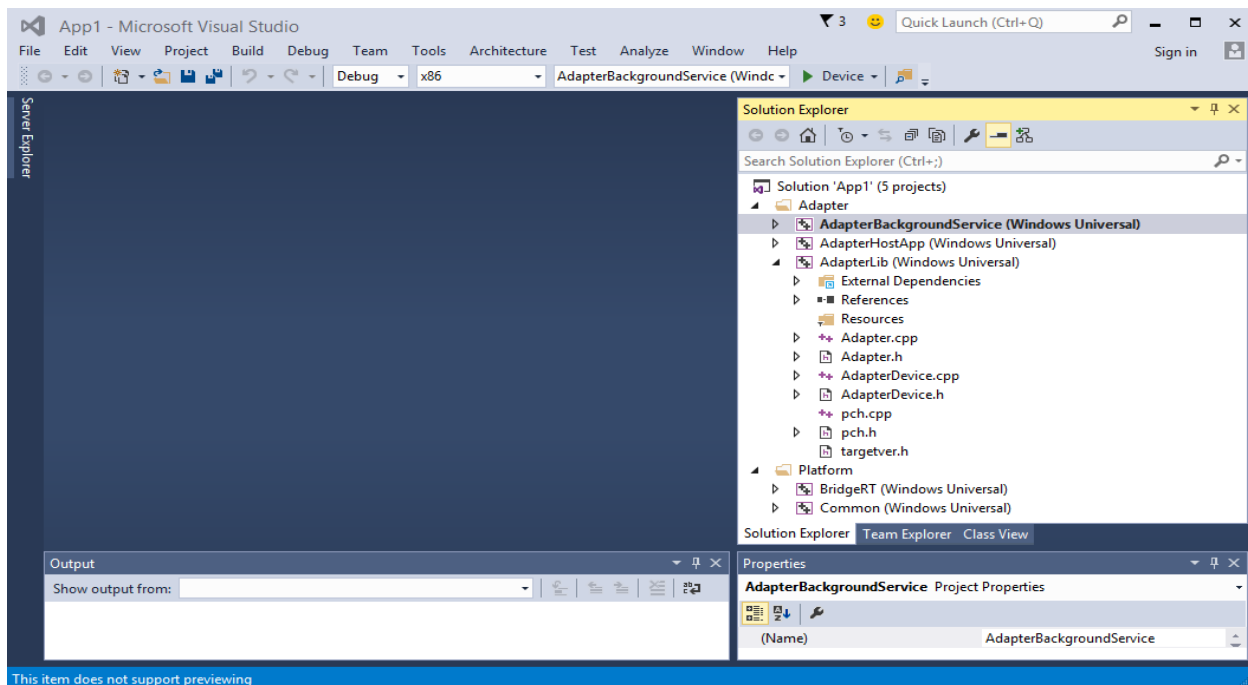 App1 - Microsoft Visual Studio
3
Quick Launch (Ctrl+Q)
File Edit View Project Build Debug Team Tools Architecture Test Analyze Window Help
Sign in
Debug x86 AdapterBackgroundService (Windc Device
Server Explorer
Solution Explorer
Search Solution Explorer (Ctrl+;)
Solution 'App1' (5 projects)
Adapter
AdapterBackgroundService (Windows Universal)
AdapterHostApp (Windows Universal)
AdapterLib (Windows Universal)
External Dependencies
References
Resources
Adapter.cpp
Adapter.h
AdapterDevice.cpp
AdapterDevice.h
pch.cpp
pch.h
targetver.h
Platform
BridgeRT (Windows Universal)
Common (Windows Universal)
Solution Explorer Team Explorer Class View
Output
Show output from:
Properties
AdapterBackgroundService Project Properties
(Name) AdapterBackgroundService
This item does not support previewing